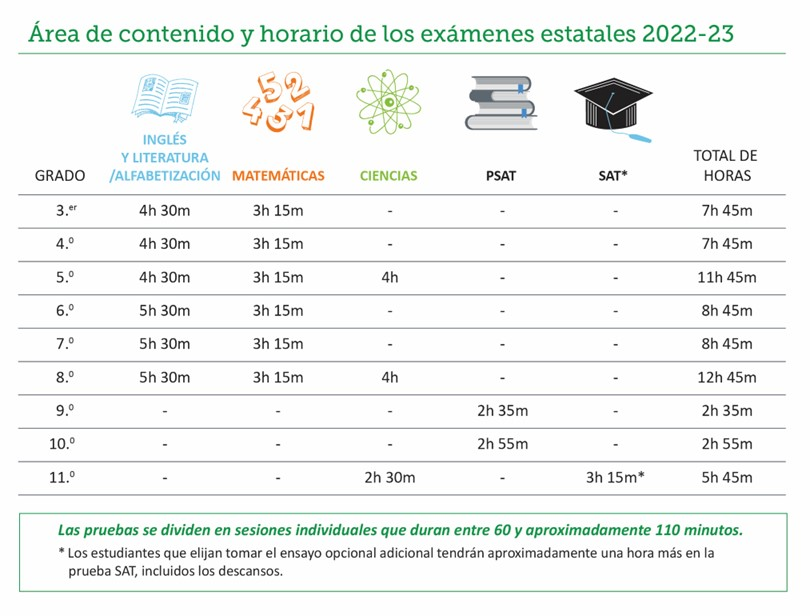 Área de contenido y horario de los exámenes estatales 2022-23
GRADO INGLÉS Y LITERATURA /ALFABETIZACIÓN MATEMÁTICAS CIENCIAS PSAT SAT* TOTAL DE HORAS
3.er 4h 30m 3h 15m - - - 7h 45m
4.º 4h 30m 3h 15m - - - 7h 45m
5.º 4h 30m 3h 15m 4h - - 11h 45m
6.º 5h 30m 3h 15m - - - 8h 45m
7.º 5h 30m 3h 15m - - - 8h 45m
8.º 5h 30m 3h 15m 4h - - 12h 45m
9.º - - - 2h 35m - 2h 35m
10.º - - - 2h 55m - 2h 55m
11.º - - 2h 30m - 3h 15m* 5h 45m
Las pruebas se dividen en sesiones individuales que duran entre 60 y aproximadamente 110 minutos.
* Los estudiantes que elijan tomar el ensayo opcional adicional tendrán aproximadamente una hora más en la
prueba SAT, incluidos los descansos.